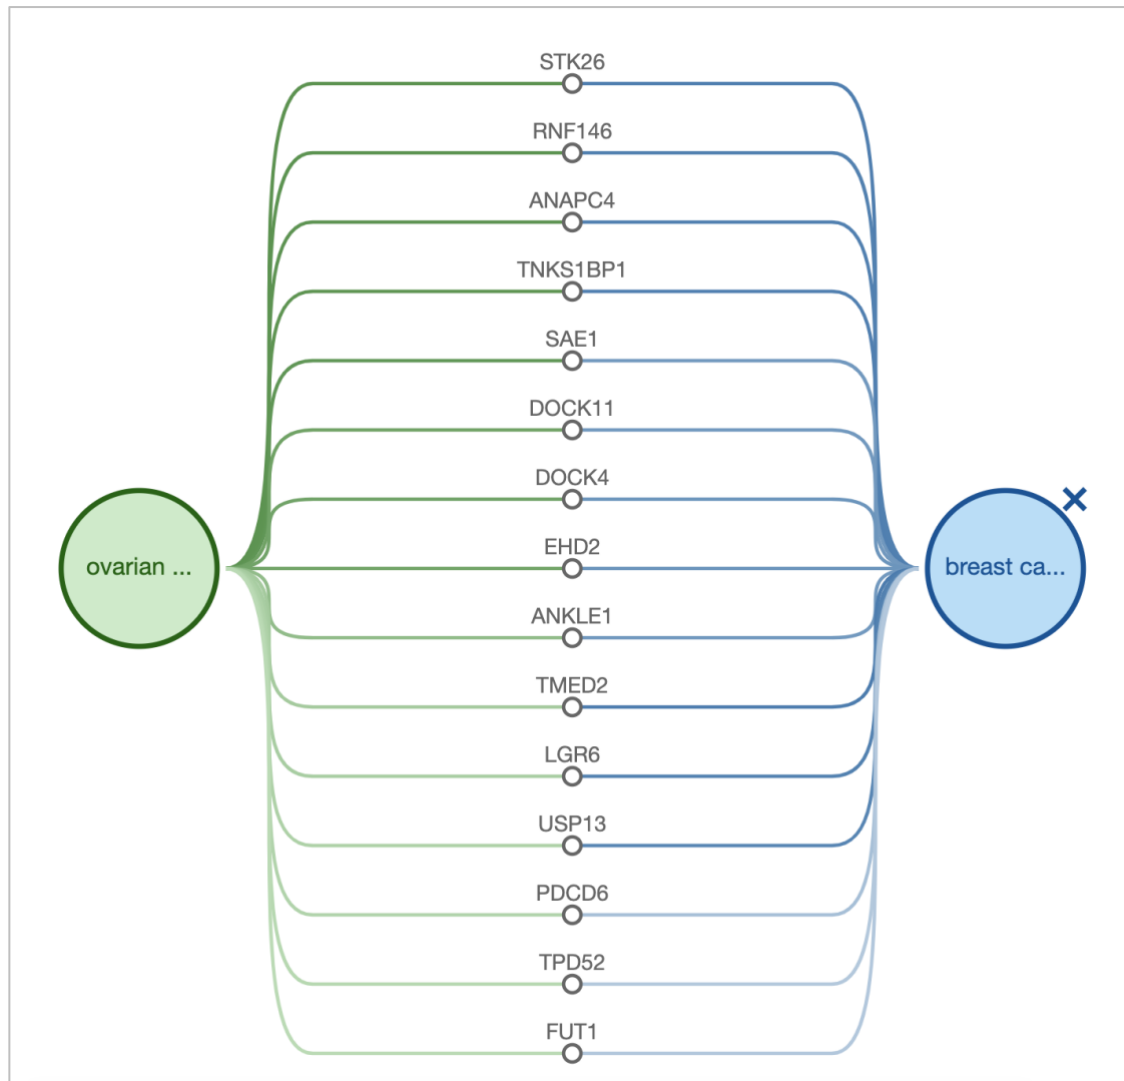 STK26
RNF146
ANAPC4
TNKS1BP1
SAE1
DOCK11
DOCK4
EHD2
ovarian ...
breast ca...
ANKLE1
TMED2
LGR6
USP13
PDCD6
TPD52
FUT1